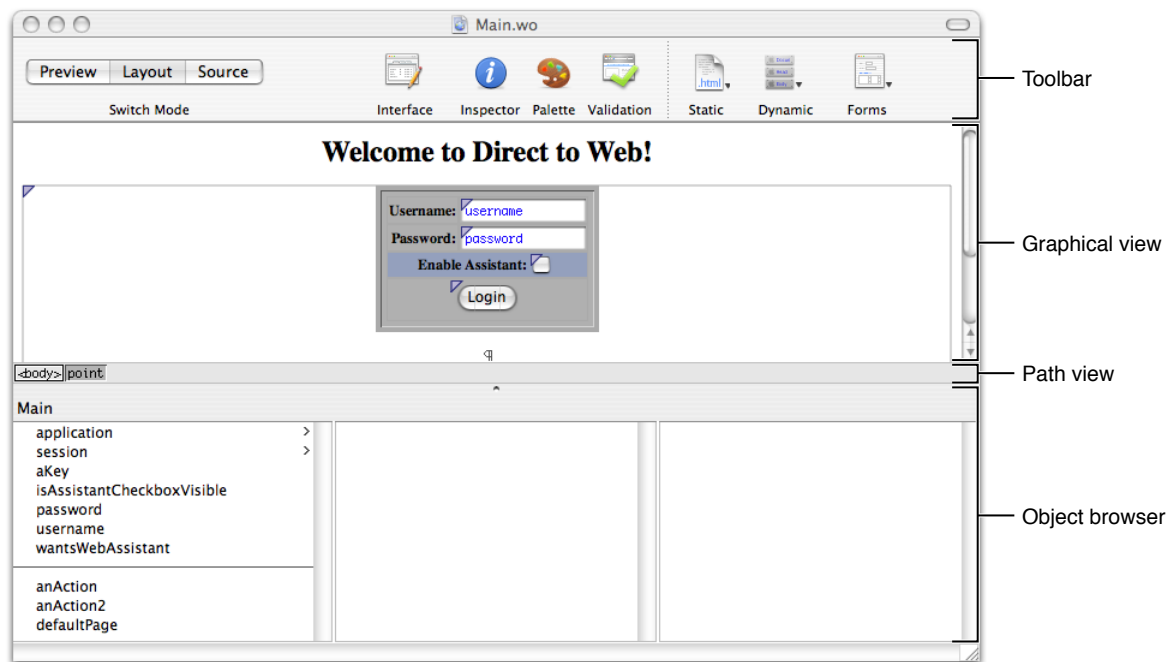 Main.wo
Preview Layout Source
Switch Mode
Interface Inspector Palette Validation Static Dynamic Forms
.html
Toolbar
Welcome to Direct to Web!
Username: username
Password: password
Enable Assistant:
Login
¶
Graphical view
<body> point
Path view
Main
application >
session >
aKey
isAssistantCheckboxVisible
password
username
wantsWebAssistant
anAction
anAction2
defaultPage
Object browser